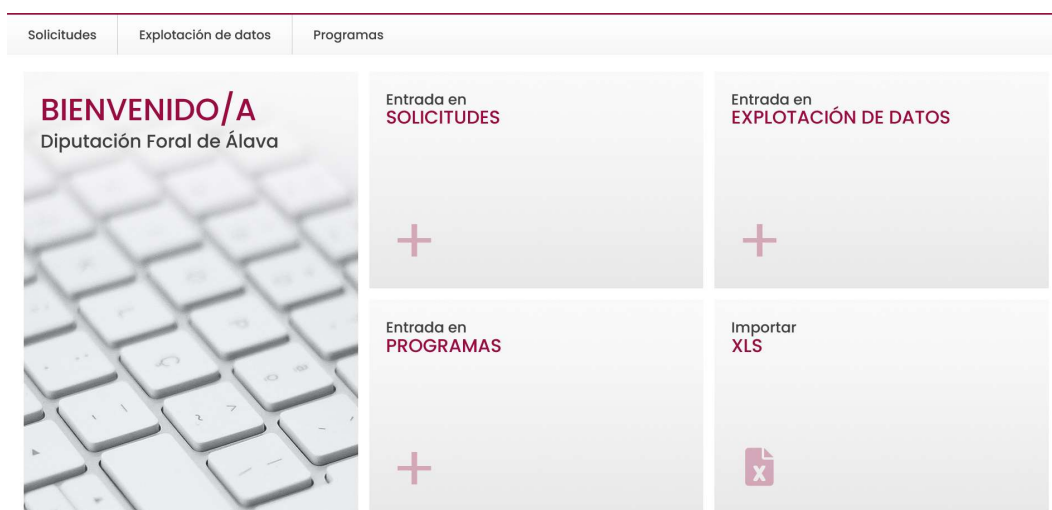 Solicitudes
Explotación de datos
Programas
BIENVENIDO/A
Diputación Foral de Álava
Entrada en
SOLICITUDES
Entrada en
EXPLOTACIÓN DE DATOS
Entrada en
PROGRAMAS
Importar
XLS